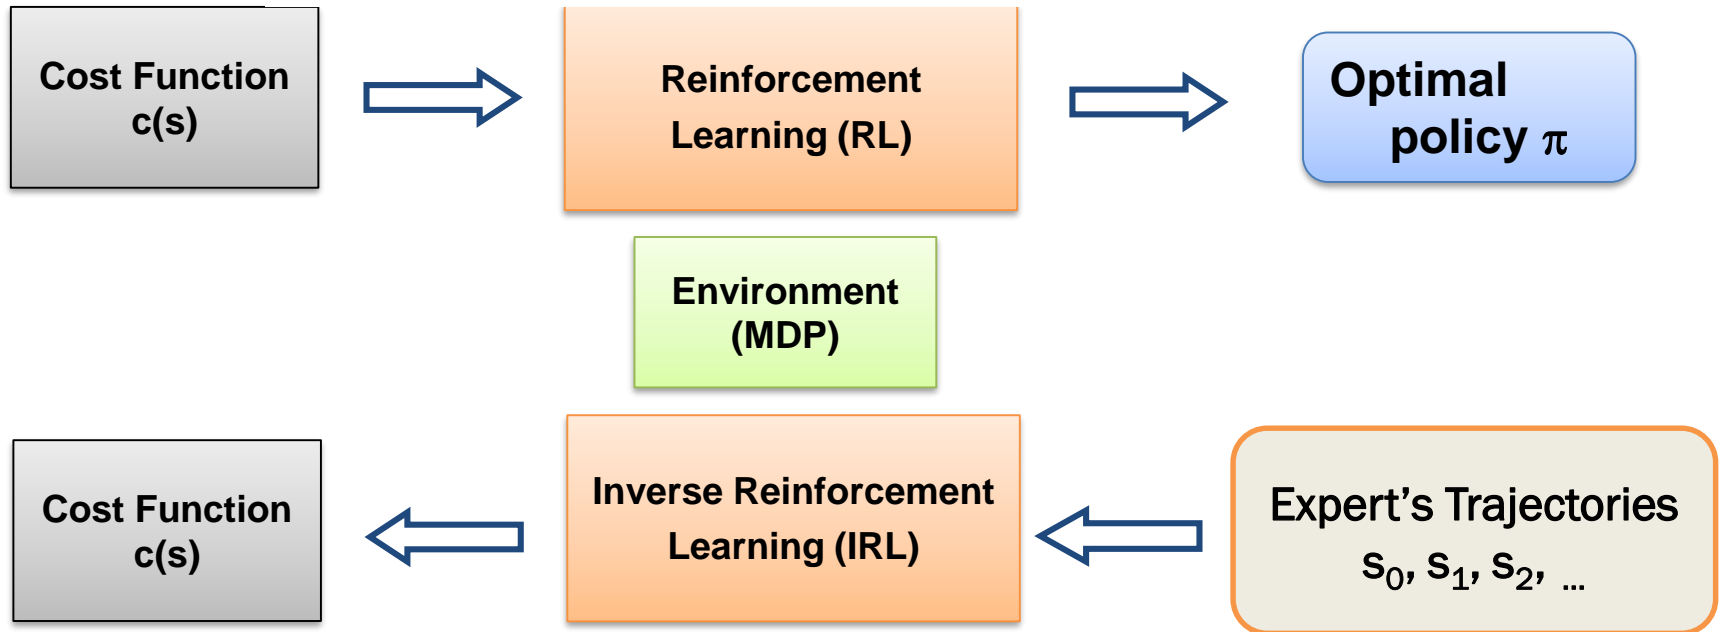 Cost Function
c(s)
Reinforcement
Learning (RL)
Optimal
policy π
Environment
(MDP)
Cost Function
c(s)
Inverse Reinforcement
Learning (IRL)
Expert’s Trajectories
s₀, s₁, s₂, ...